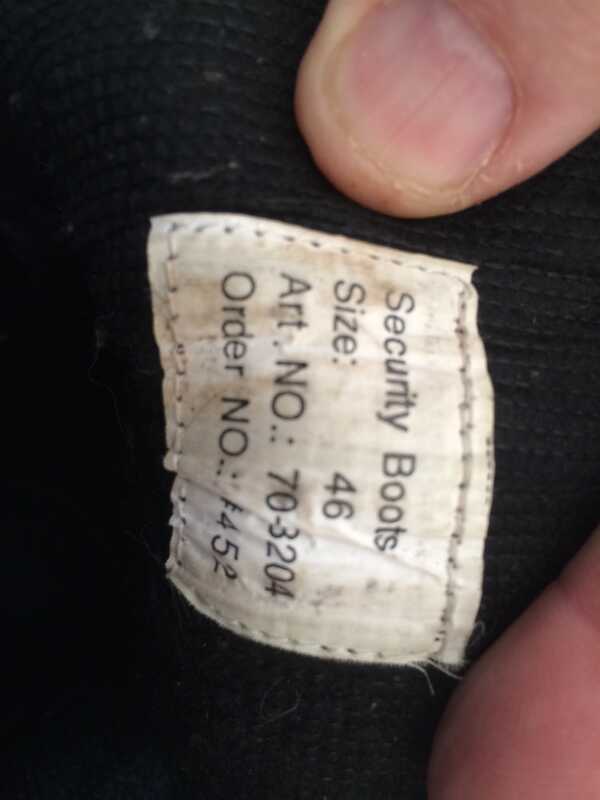 Security Boots
Size: 46
Art. NO.: 70-3204
Order NO.: